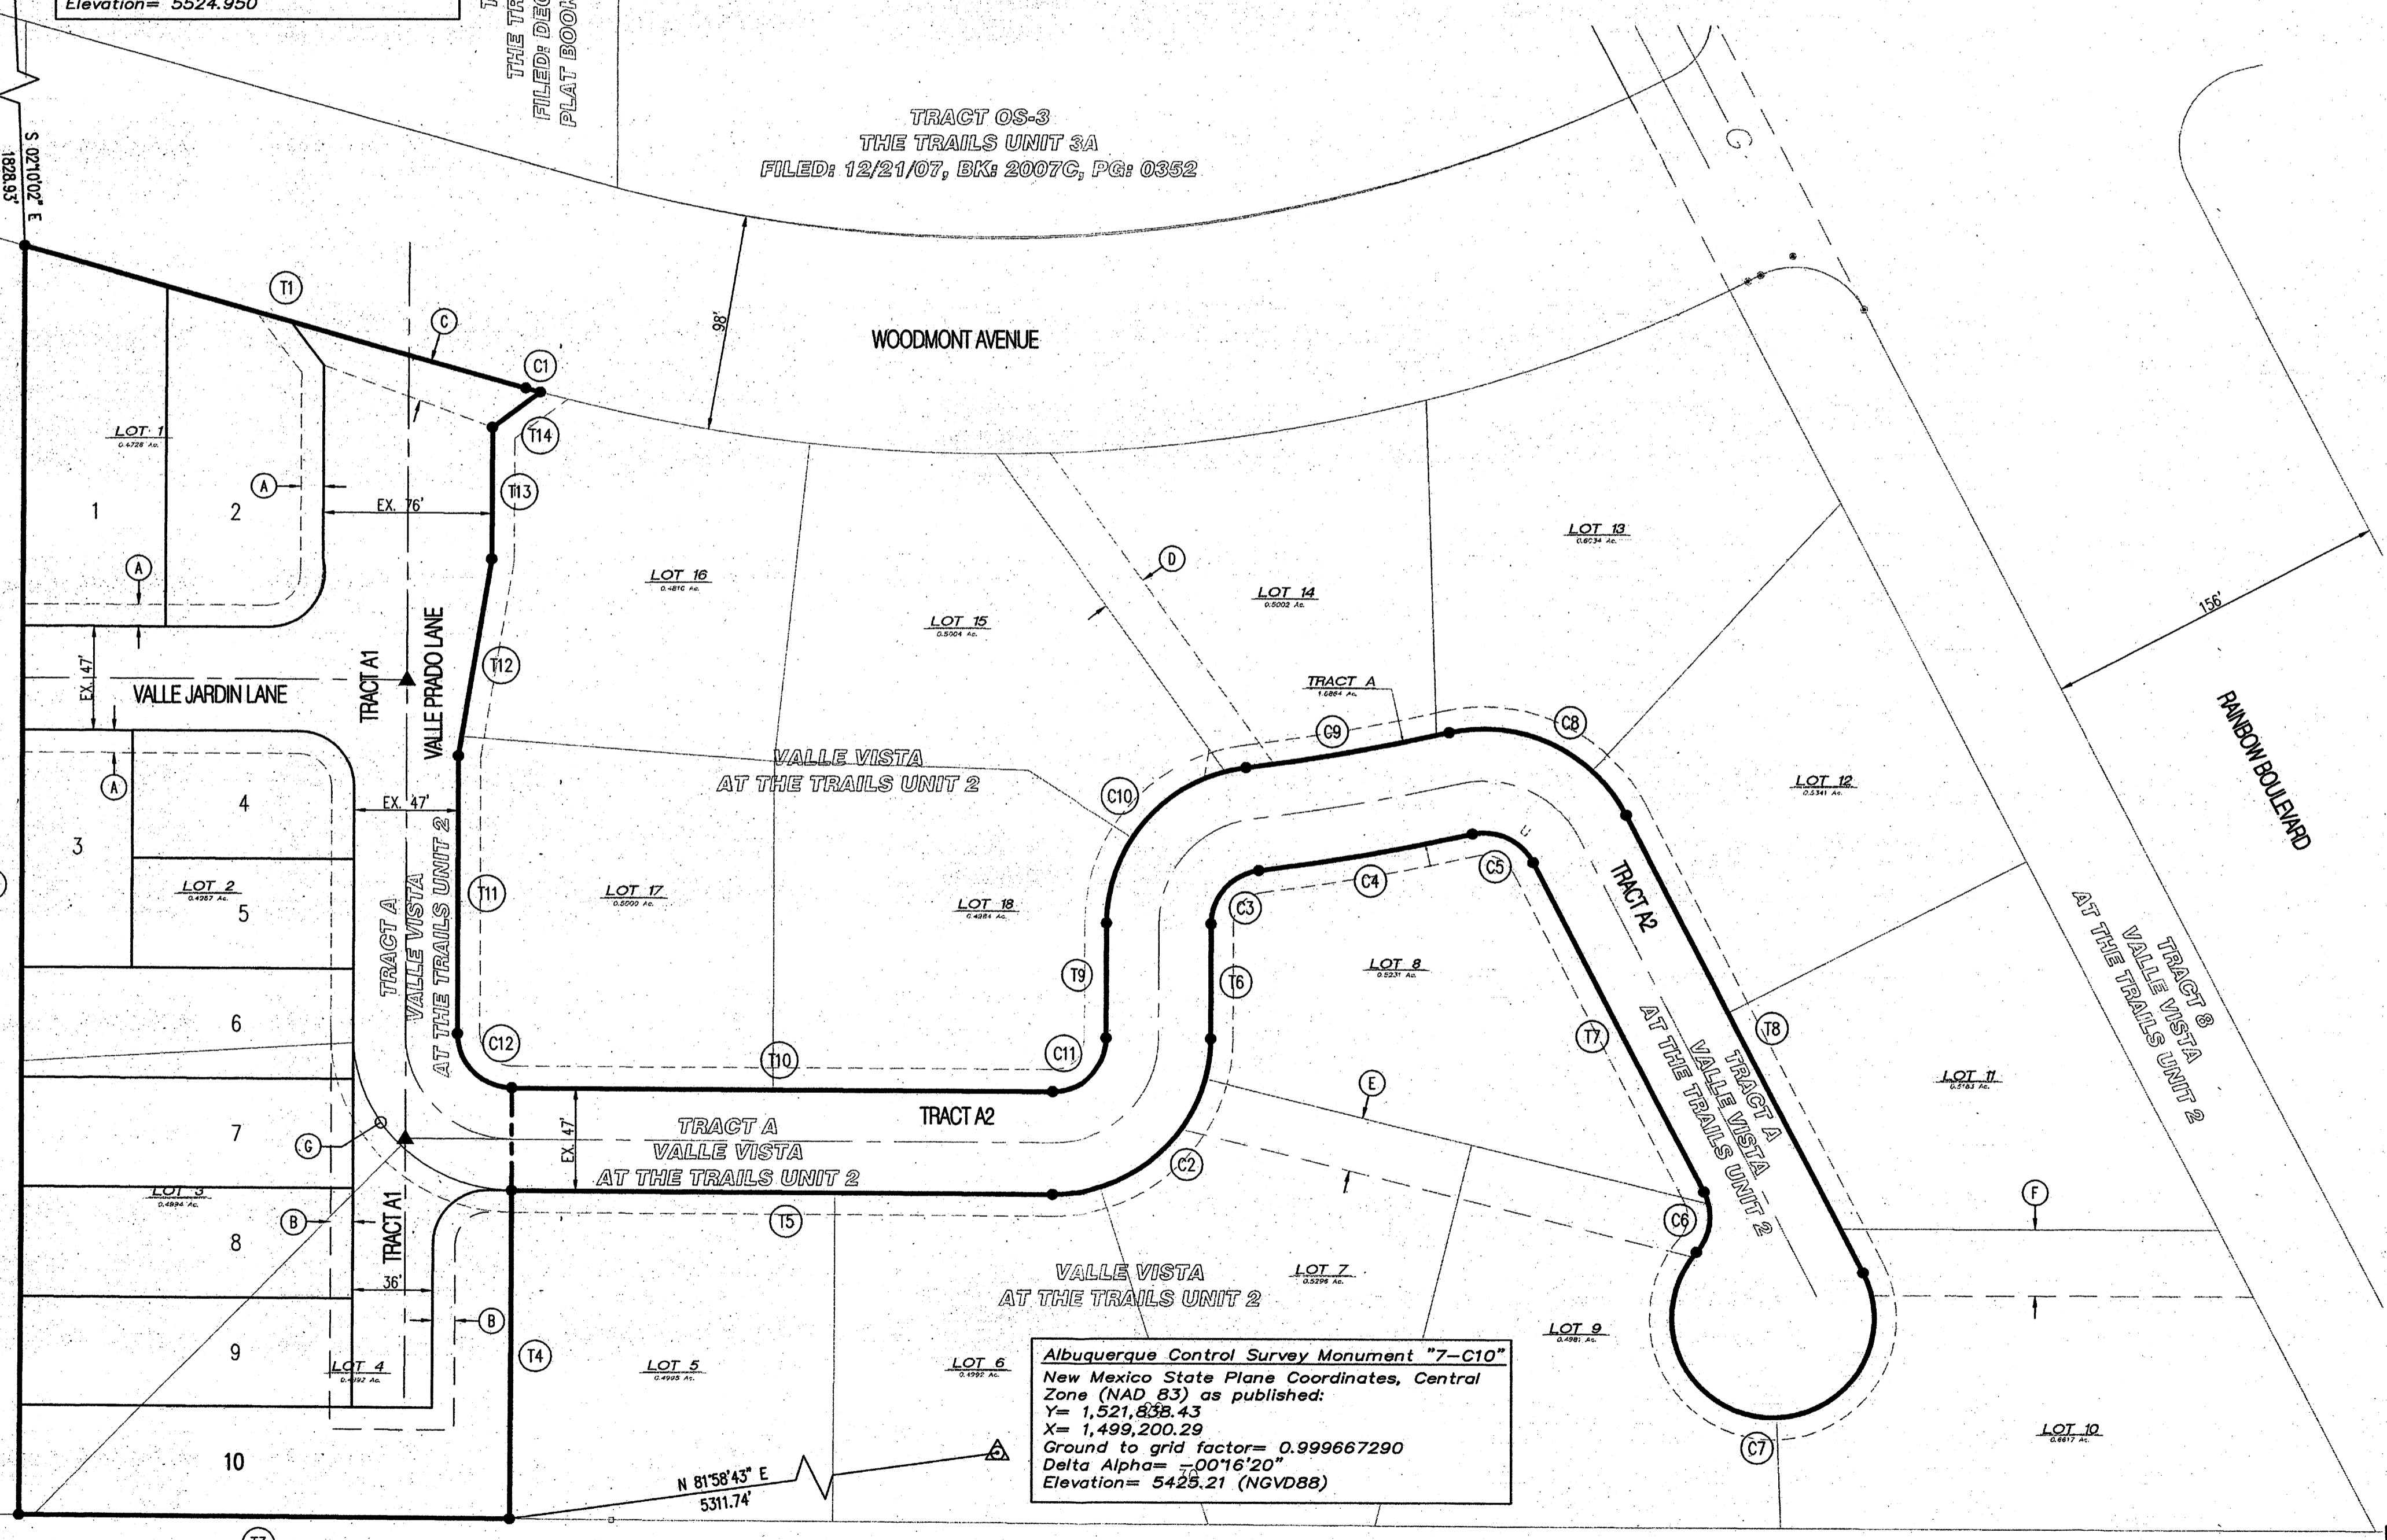 Elevation= 5524.950
FILED: DEC
PLAT BOOK
S 02°10'02" E
1828.93'
TRACT OS-3
THE TRAILS UNIT 3A
FILED: 12/21/07, BK: 2007C, PG: 0352
G
T1
C
C1
98'
WOODMONT AVENUE
LOT 1
T14
A
T13
1
2
EX. 76'
LOT 13
D
A
LOT 16
LOT 14
156'
LOT 15
EX. 47'
VALLE JARDIN LANE
TRACT A1
VALLE PRADO LANE
T12
TRACT A
RAINBOW BOULEVARD
C9
C8
VALLE VISTA
AT THE TRAILS UNIT 2
LOT 12
A
4
EX. 47'
C10
3
C5
C4
TRACT A2
LOT 2
5
T11
LOT 17
LOT 18
C3
TRACT A
VALLE VISTA
AT THE TRAILS UNIT 2
LOT 8
T9
T6
TRACT 8
VALLE VISTA
AT THE TRAILS UNIT 2
6
C12
T10
C11
T7
T8
TRACT A
VALLE VISTA
AT THE TRAILS UNIT 2
LOT 11
E
7
G
EX. 47'
TRACT A
VALLE VISTA
AT THE TRAILS UNIT 2
TRACT A2
C2
LOT 3
F
B
TRACT A1
T5
C6
8
36'
VALLE VISTA
AT THE TRAILS UNIT 2
LOT 7
B
9
LOT 4
T4
LOT 5
LOT 6
LOT 9
Albuquerque Control Survey Monument "7-C10"
New Mexico State Plane Coordinates, Central
Zone (NAD 83) as published:
Y= 1,521,838.43
X= 1,499,200.29
Ground to grid factor= 0.999667290
Delta Alpha= -00°16'20"
Elevation= 5425.21 (NGVD88)
C7
LOT 10
10
N 81°58'43" E
5311.74'